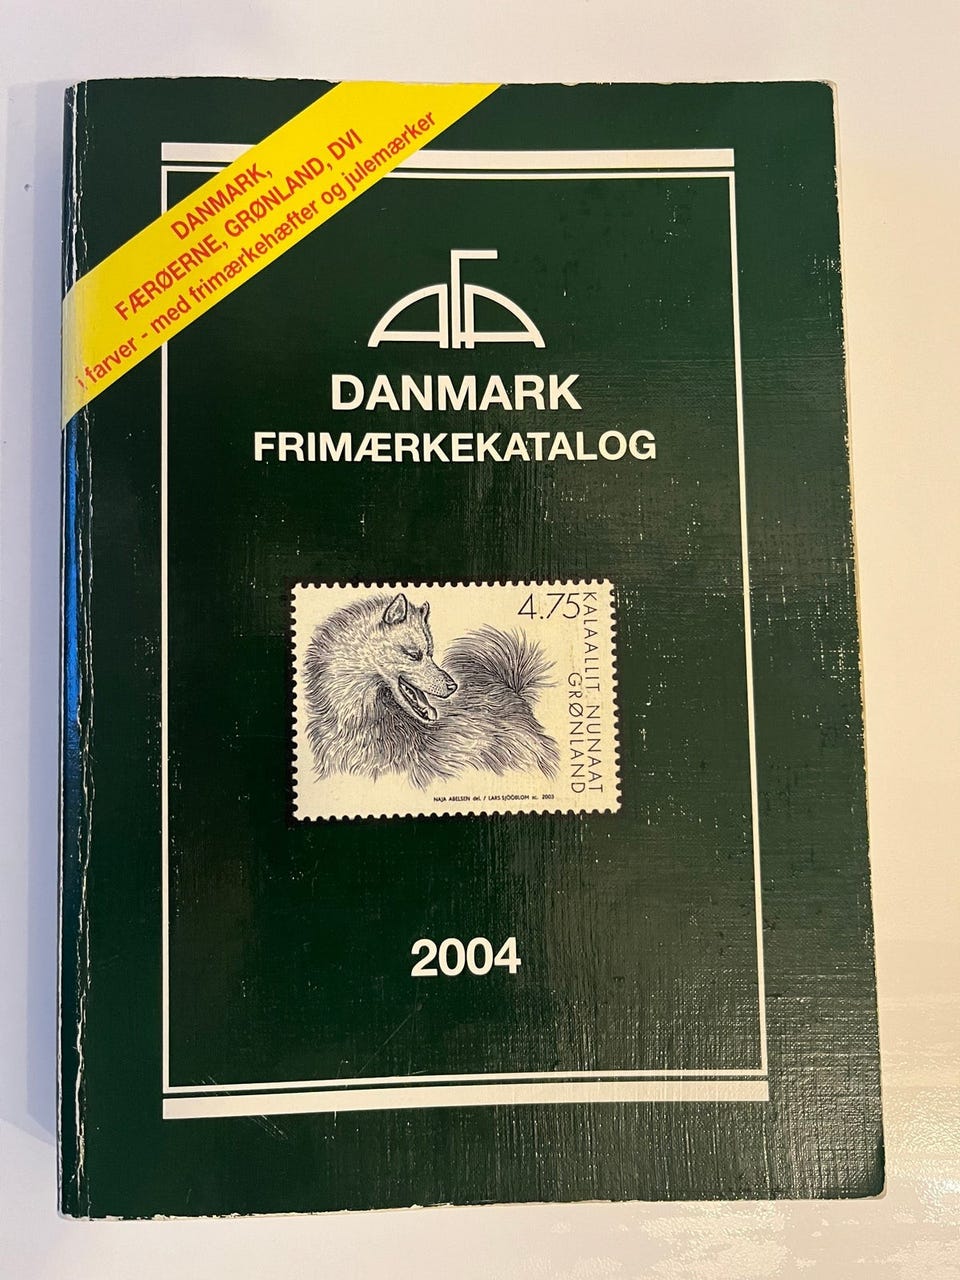 DANMARK,
FÆRØERNE, GRØNLAND, DVI
i farver - med frimærkehæfter og julemærker
AFA
DANMARK
FRIMÆRKEKATALOG
4.75
KALAALLIT NUNAAT
GRØNLAND
NAJA ABELSEN del. / LARS SJÖÖBLOM sc. 2003
2004